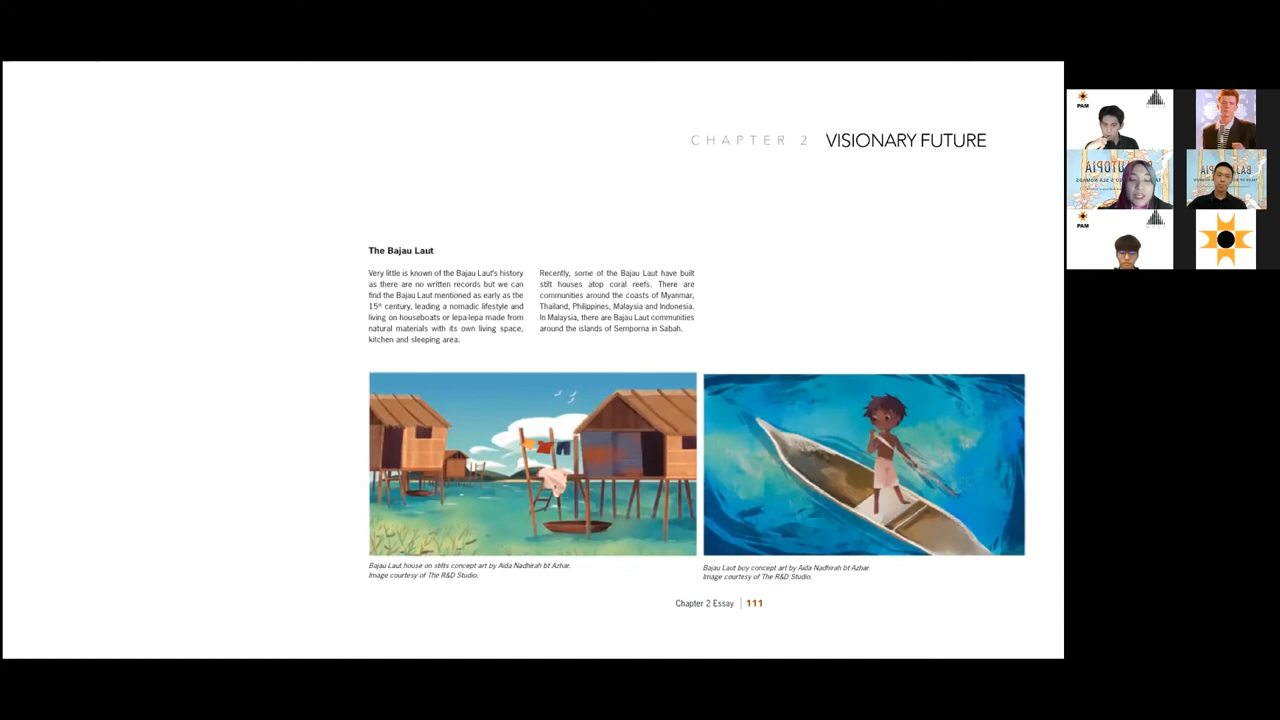 CHAPTER 2 VISIONARY FUTURE
The Bajau Laut
Very little is known of the Bajau Laut's history
as there are no written records but we can
find the Bajau Laut mentioned as early as the
15th century, leading a nomadic lifestyle and
living on houseboats or lepa-lepa made from
natural materials with its own living space,
kitchen and sleeping area.
Recently, some of the Bajau Laut have built
stilt houses atop coral reefs. There are
communities around the coasts of Myanmar,
Thailand, Philippines, Malaysia and Indonesia.
In Malaysia, there are Bajau Laut communities
around the islands of Semporna in Sabah.
Bajau Laut house on stilts concept art by Aida Nadhirah bt Azhar.
Image courtesy of The R&D Studio.
Bajau Laut boy concept art by Aida Nadhirah bt Azhar.
Image courtesy of The R&D Studio.
Chapter 2 Essay | 111
PAM
PAM